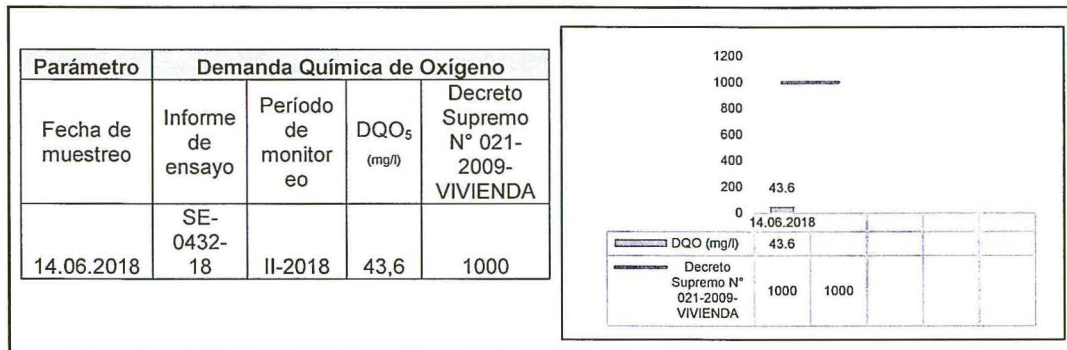 Parámetro Demanda Química de Oxígeno
Fecha de muestreo
Informe de ensayo
Período de monitor eo
DQO₅ (mg/l)
Decreto Supremo N° 021-2009-VIVIENDA
14.06.2018
SE-0432-18
II-2018
43,6
1000
1200
1000
800
600
400
200
0
43.6
14.06.2018
DQO (mg/l) 43.6
Decreto Supremo N° 021-2009-VIVIENDA 1000 1000